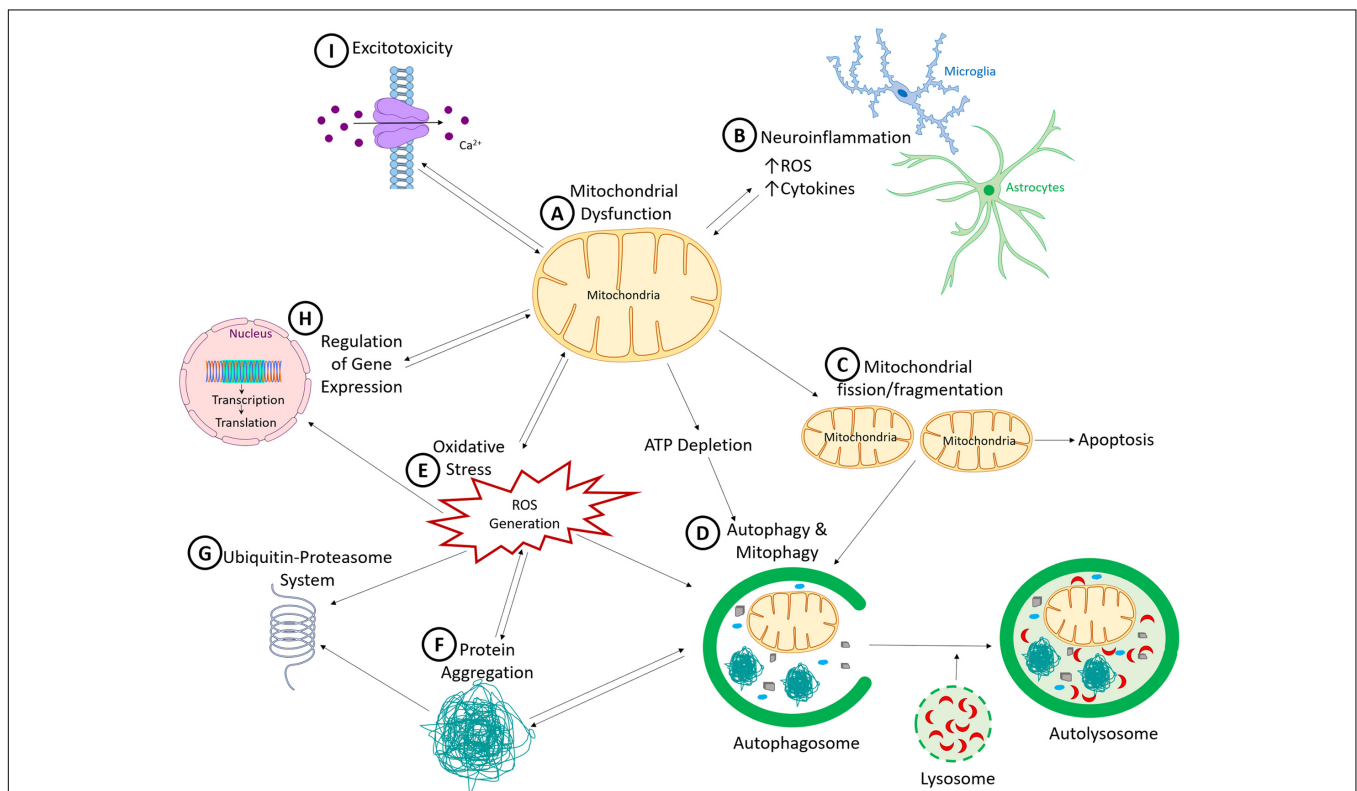 I Excitotoxicity
Ca²⁺
Microglia
B Neuroinflammation
↑ROS
↑Cytokines
Astrocytes
A Mitochondrial
Dysfunction
Mitochondria
H Regulation
of Gene
Expression
Nucleus
Transcription
Translation
C Mitochondrial
fission/fragmentation
Mitochondria
Mitochondria
Apoptosis
ATP Depletion
E Oxidative
Stress
ROS
Generation
D Autophagy &
Mitophagy
G Ubiquitin-Proteasome
System
F Protein
Aggregation
Autophagosome
Lysosome
Autolysosome